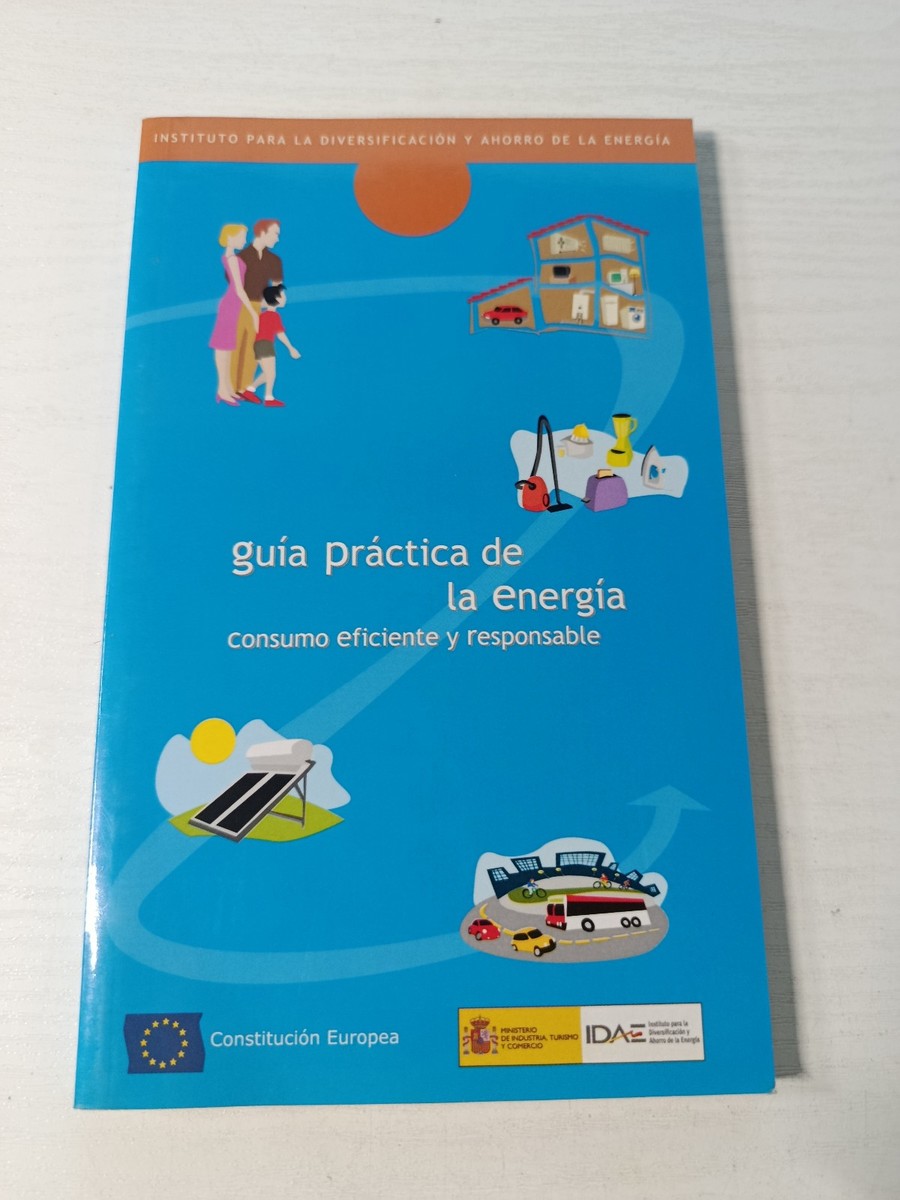 INSTITUTO PARA LA DIVERSIFICACIÓN Y AHORRO DE LA ENERGÍA
guía práctica de
la energía
consumo eficiente y responsable
Constitución Europea
MINISTERIO
DE INDUSTRIA, TURISMO
Y COMERCIO
IDAE
Instituto para la
Diversificación y
Ahorro de la Energía